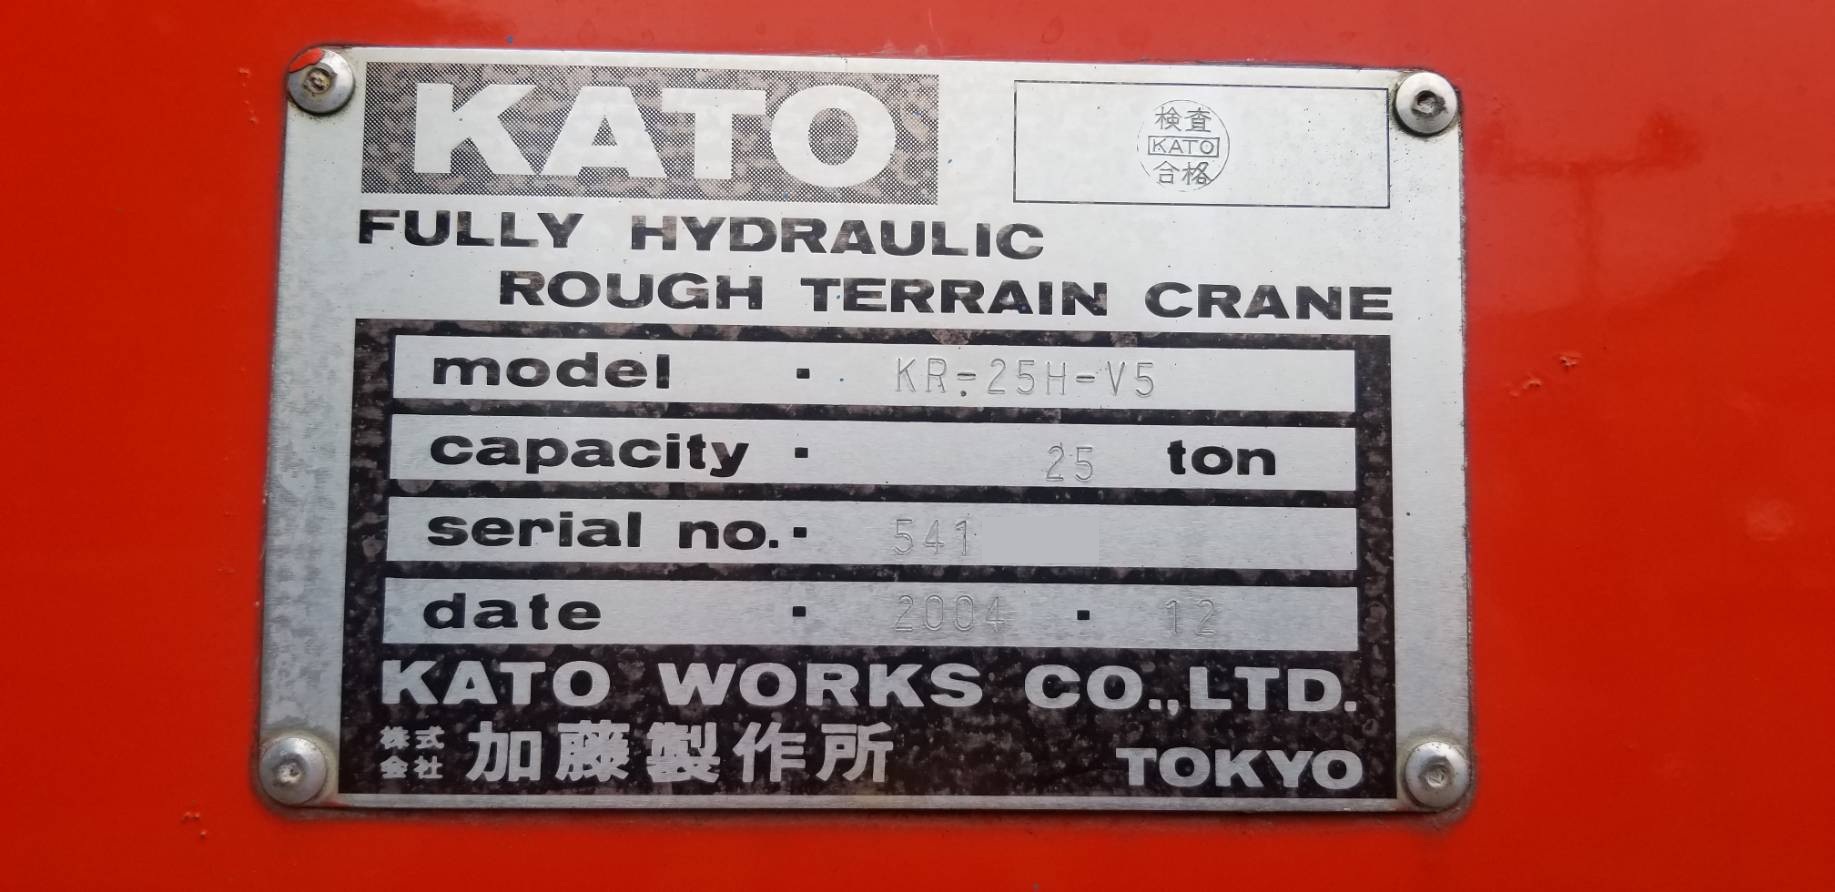 KATO
検査
KATO
合格
FULLY HYDRAULIC
ROUGH TERRAIN CRANE
model · KR-25H-V5
capacity · 25 ton
serial no. · 541
date · 2004 · 12
KATO WORKS CO.,LTD.
株式会社 加藤製作所 TOKYO